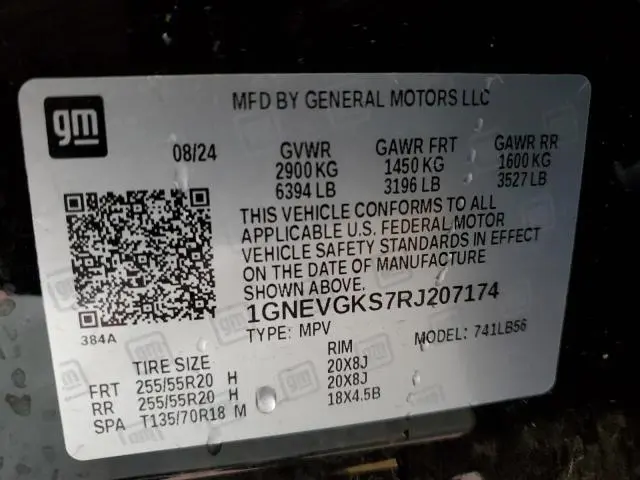 gm
MFD BY GENERAL MOTORS LLC
08/24 GVWR GAWR FRT GAWR RR
2900 KG 1450 KG 1600 KG
6394 LB 3196 LB 3527 LB
THIS VEHICLE CONFORMS TO ALL
APPLICABLE U.S. FEDERAL MOTOR
VEHICLE SAFETY STANDARDS IN EFFECT
ON THE DATE OF MANUFACTURE
SHOWN ABOVE.
1GNEVGKS7RJ207174
384A TYPE: MPV MODEL: 741LB56
TIRE SIZE RIM
FRT 255/55R20 H 20X8J
RR 255/55R20 H 20X8J
SPA T135/70R18 M 18X4.5B